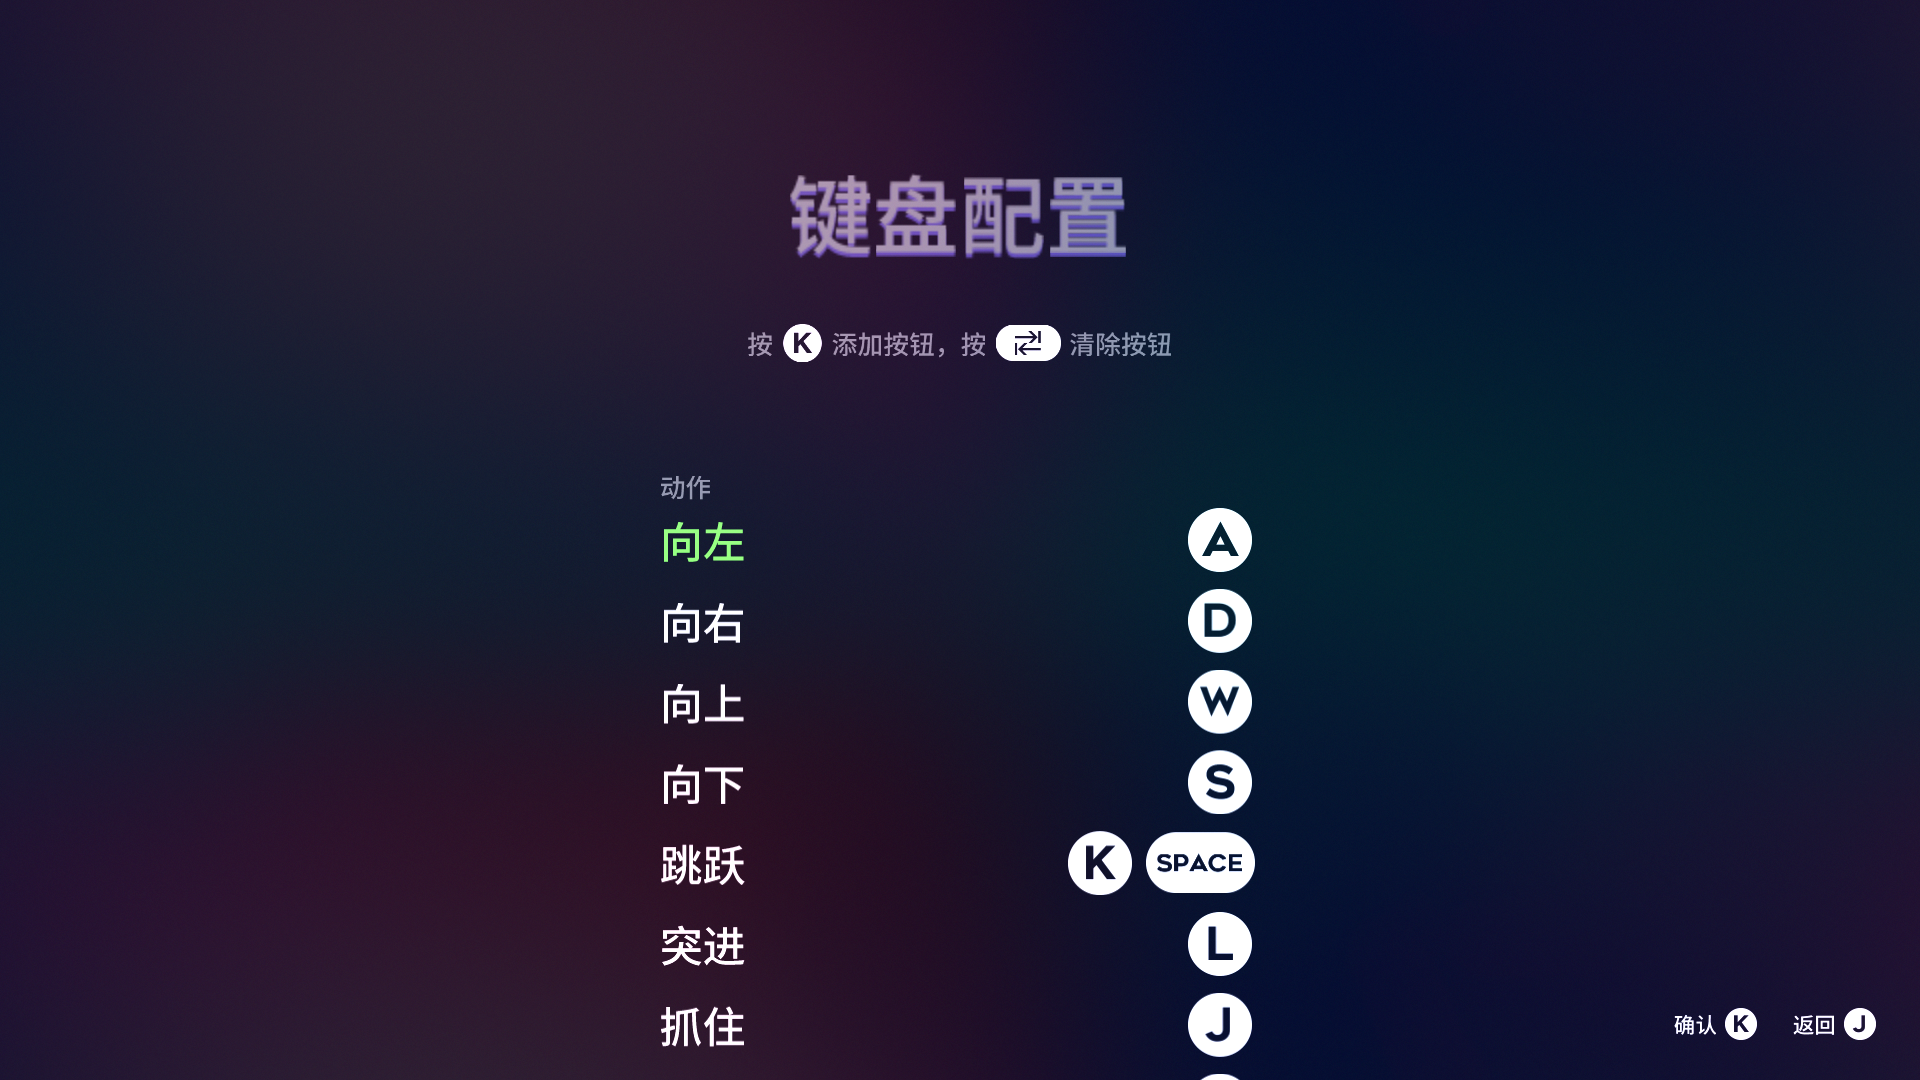 键盘配置
按 K 添加按钮，按 清除按钮
动作
向左 A
向右 D
向上 W
向下 S
跳跃 K SPACE
突进 L
抓住 J
确认 K 返回 J